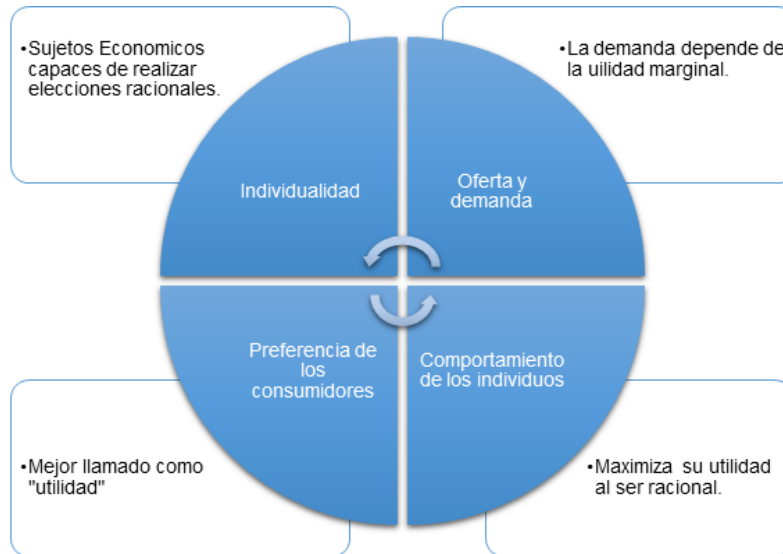 •Sujetos Economicos
capaces de realizar
elecciones racionales.
•La demanda depende de
la uilidad marginal.
Individualidad
Oferta y
demanda
Preferencia de
los
consumidores
Comportamiento
de los individuos
•Mejor llamado como
"utilidad"
•Maximiza su utilidad
al ser racional.